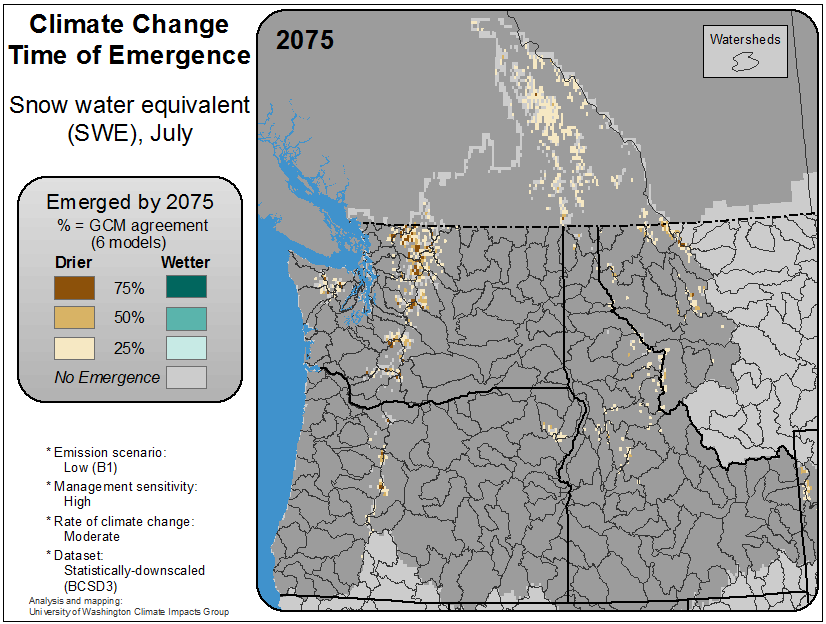 Climate Change
Time of Emergence
Snow water equivalent
(SWE), July
Emerged by 2075
% = GCM agreement
(6 models)
Drier Wetter
75%
50%
25%
No Emergence
* Emission scenario:
Low (B1)
* Management sensitivity:
High
* Rate of climate change:
Moderate
* Dataset:
Statistically-downscaled
(BCSD3)
Analysis and mapping:
University of Washington Climate Impacts Group
2075
Watersheds